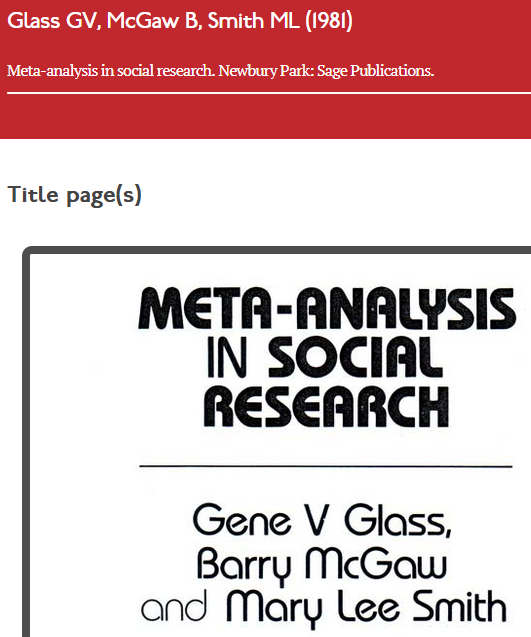 Glass GV, McGaw B, Smith ML (1981)
Meta-analysis in social research. Newbury Park: Sage Publications.
Title page(s)
META-ANALYSIS
IN SOCIAL
RESEARCH
Gene V Glass,
Barry McGaw
and Mary Lee Smith